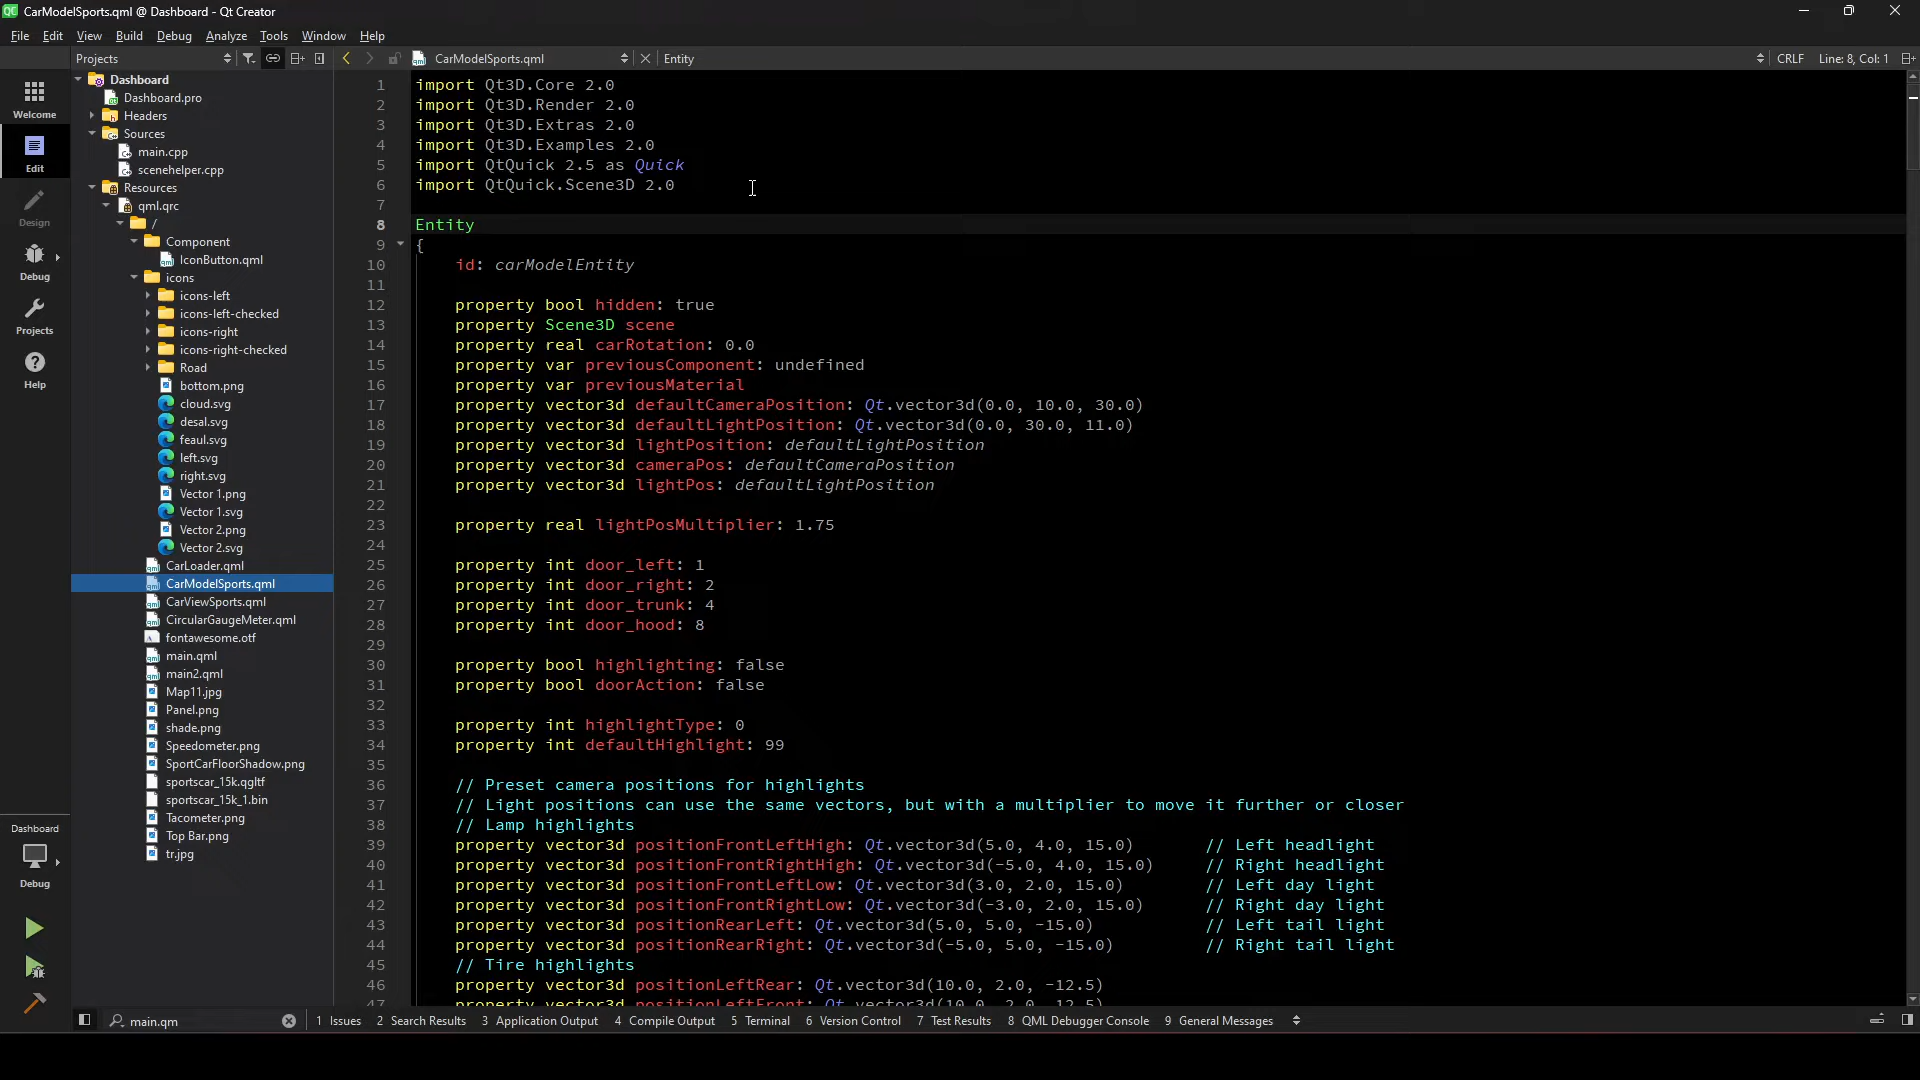 CarModelSports.qml @ Dashboard - Qt Creator
File Edit View Build Debug Analyze Tools Window Help
Projects
CarModelSports.qml
Entity
CRLF
Line: 8, Col: 1
Welcome
Edit
Design
Debug
Projects
Help
Dashboard
Debug
Dashboard
Dashboard.pro
Headers
Sources
main.cpp
scenehelper.cpp
Resources
qml.qrc
/
Component
IconButton.qml
icons
icons-left
icons-left-checked
icons-right
icons-right-checked
Road
bottom.png
cloud.svg
desal.svg
feaul.svg
left.svg
right.svg
Vector 1.png
Vector 1.svg
Vector 2.png
Vector 2.svg
CarLoader.qml
CarModelSports.qml
CarViewSports.qml
CircularGaugeMeter.qml
fontawesome.otf
main.qml
main2.qml
Map11.jpg
Panel.png
shade.png
Speedometer.png
SportCarFloorShadow.png
sportscar_15k.qgltf
sportscar_15k_1.bin
Tacometer.png
Top Bar.png
tr.jpg
1 import Qt3D.Core 2.0
2 import Qt3D.Render 2.0
3 import Qt3D.Extras 2.0
4 import Qt3D.Examples 2.0
5 import QtQuick 2.5 as Quick
6 import QtQuick.Scene3D 2.0
7
8 Entity
9 {
10 id: carModelEntity
11
12 property bool hidden: true
13 property Scene3D scene
14 property real carRotation: 0.0
15 property var previousComponent: undefined
16 property var previousMaterial
17 property vector3d defaultCameraPosition: Qt.vector3d(0.0, 10.0, 30.0)
18 property vector3d defaultLightPosition: Qt.vector3d(0.0, 30.0, 11.0)
19 property vector3d lightPosition: defaultLightPosition
20 property vector3d cameraPos: defaultCameraPosition
21 property vector3d lightPos: defaultLightPosition
22
23 property real lightPosMultiplier: 1.75
24
25 property int door_left: 1
26 property int door_right: 2
27 property int door_trunk: 4
28 property int door_hood: 8
29
30 property bool highlighting: false
31 property bool doorAction: false
32
33 property int highlightType: 0
34 property int defaultHighlight: 99
35
36 // Preset camera positions for highlights
37 // Light positions can use the same vectors, but with a multiplier to move it further or closer
38 // Lamp highlights
39 property vector3d positionFrontLeftHigh: Qt.vector3d(5.0, 4.0, 15.0) // Left headlight
40 property vector3d positionFrontRightHigh: Qt.vector3d(-5.0, 4.0, 15.0) // Right headlight
41 property vector3d positionFrontLeftLow: Qt.vector3d(3.0, 2.0, 15.0) // Left day light
42 property vector3d positionFrontRightLow: Qt.vector3d(-3.0, 2.0, 15.0) // Right day light
43 property vector3d positionRearLeft: Qt.vector3d(5.0, 5.0, -15.0) // Left tail light
44 property vector3d positionRearRight: Qt.vector3d(-5.0, 5.0, -15.0) // Right tail light
45 // Tire highlights
46 property vector3d positionLeftRear: Qt.vector3d(10.0, 2.0, -12.5)
47 property vector3d positionLeftFront: Qt.vector3d(10.0, 2.0, 12.5)
main.qm
1 Issues 2 Search Results 3 Application Output 4 Compile Output 5 Terminal 6 Version Control 7 Test Results 8 QML Debugger Console 9 General Messages